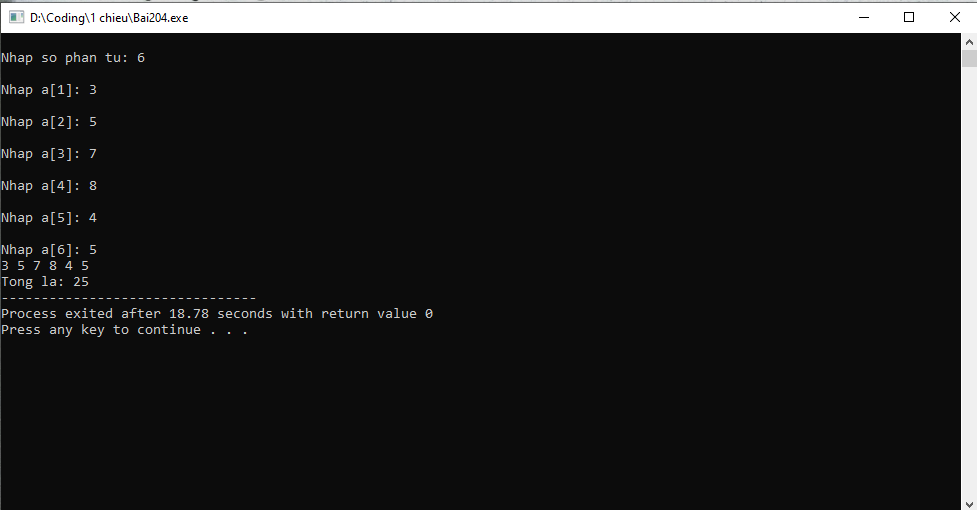 D:\Coding\1 chieu\Bai204.exe
Nhap so phan tu: 6
Nhap a[1]: 3
Nhap a[2]: 5
Nhap a[3]: 7
Nhap a[4]: 8
Nhap a[5]: 4
Nhap a[6]: 5
3 5 7 8 4 5
Tong la: 25
--------------------------------
Process exited after 18.78 seconds with return value 0
Press any key to continue . . .